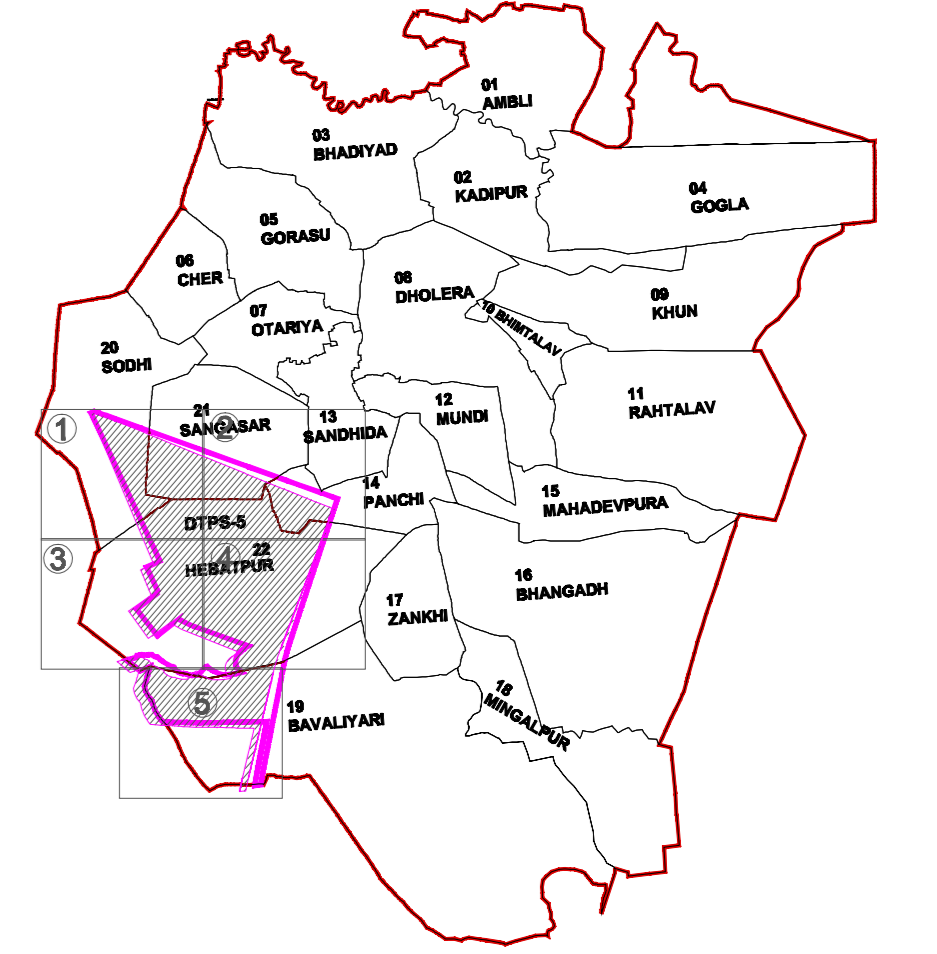 01
AMBLI
03
BHADIYAD
02
KADIPUR
04
GOGLA
05
GORASU
06
CHER
08
DHOLERA
07
OTARIYA
09
KHUN
10 BHIMTALAV
20
SODHI
11
RAHTALAV
12
MUNDI
13
SANDHIDA
21
SANGASAR
1
2
14
PANCHI
15
MAHADEVPURA
DTPS-5
3
4
22
HEBATPUR
16
BHANGADH
17
ZANKHI
18
MINGALPUR
5
19
BAVALIYARI